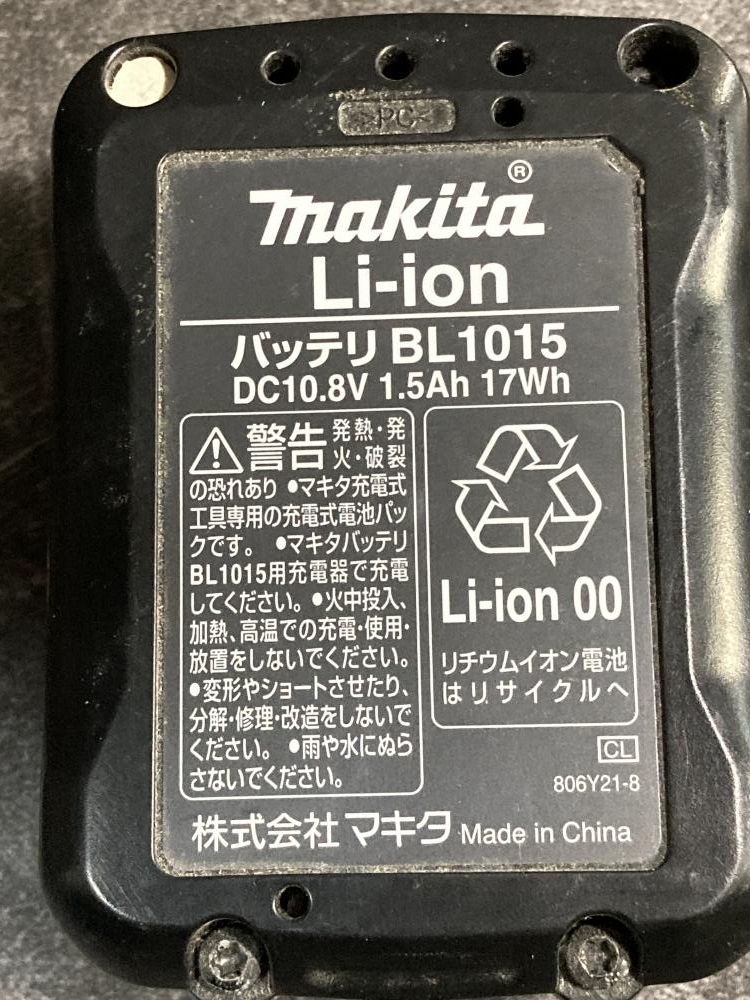 >PC<
makita®
Li-ion
バッテリ BL1015
DC10.8V 1.5Ah 17Wh
警告 発熱・発
火・破裂
の恐れあり ●マキタ充電式
工具専用の充電式電池パッ
クです。 ●マキタバッテリ
BL1015用充電器で充電
してください。●火中投入、
加熱、高温での充電・使用・
放置をしないでください。
●変形やショートさせたり、
分解・修理・改造をしないで
ください。 ●雨や水にぬら
さないでください。
Li-ion 00
リチウムイオン電池
はリサイクルへ
CL
806Y21-8
株式会社 マキタ Made in China